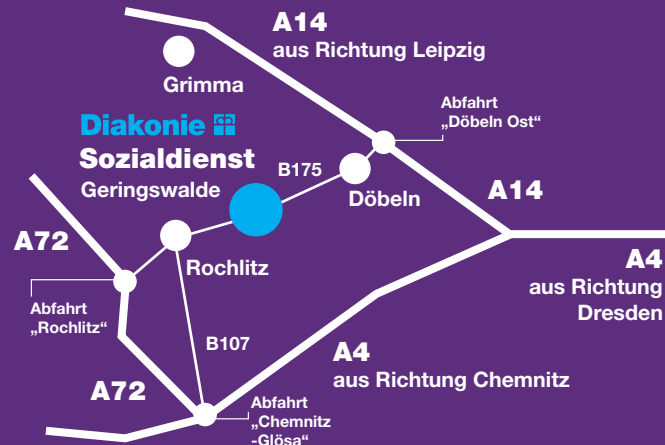 A14
aus Richtung Leipzig
Grimma
Abfahrt
„Döbeln Ost“
Diakonie
Sozialdienst
Geringswalde
B175
Döbeln
A14
A72
Rochlitz
A4
aus Richtung
Dresden
Abfahrt
„Rochlitz“
B107
A4
aus Richtung Chemnitz
A72
Abfahrt
„Chemnitz
-Glösa“